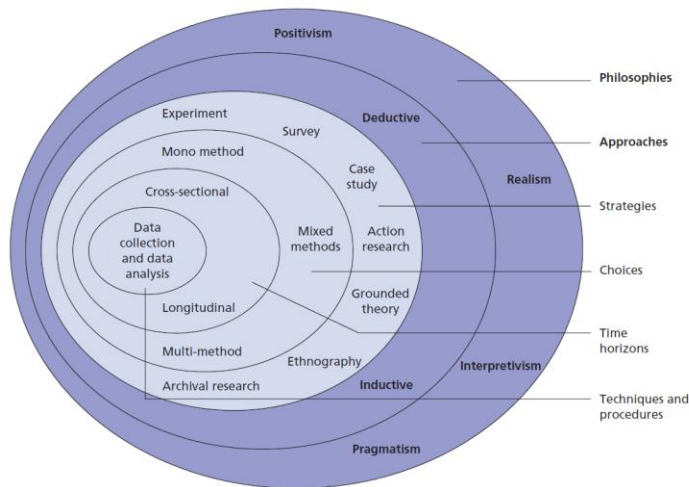 Positivism
Philosophies
Experiment
Deductive
Survey
Approaches
Mono method
Case
study
Realism
Cross-sectional
Strategies
Data
collection
and data
analysis
Mixed
methods
Action
research
Choices
Grounded
theory
Longitudinal
Time
horizons
Multi-method
Ethnography
Interpretivism
Archival research
Inductive
Techniques and
procedures
Pragmatism